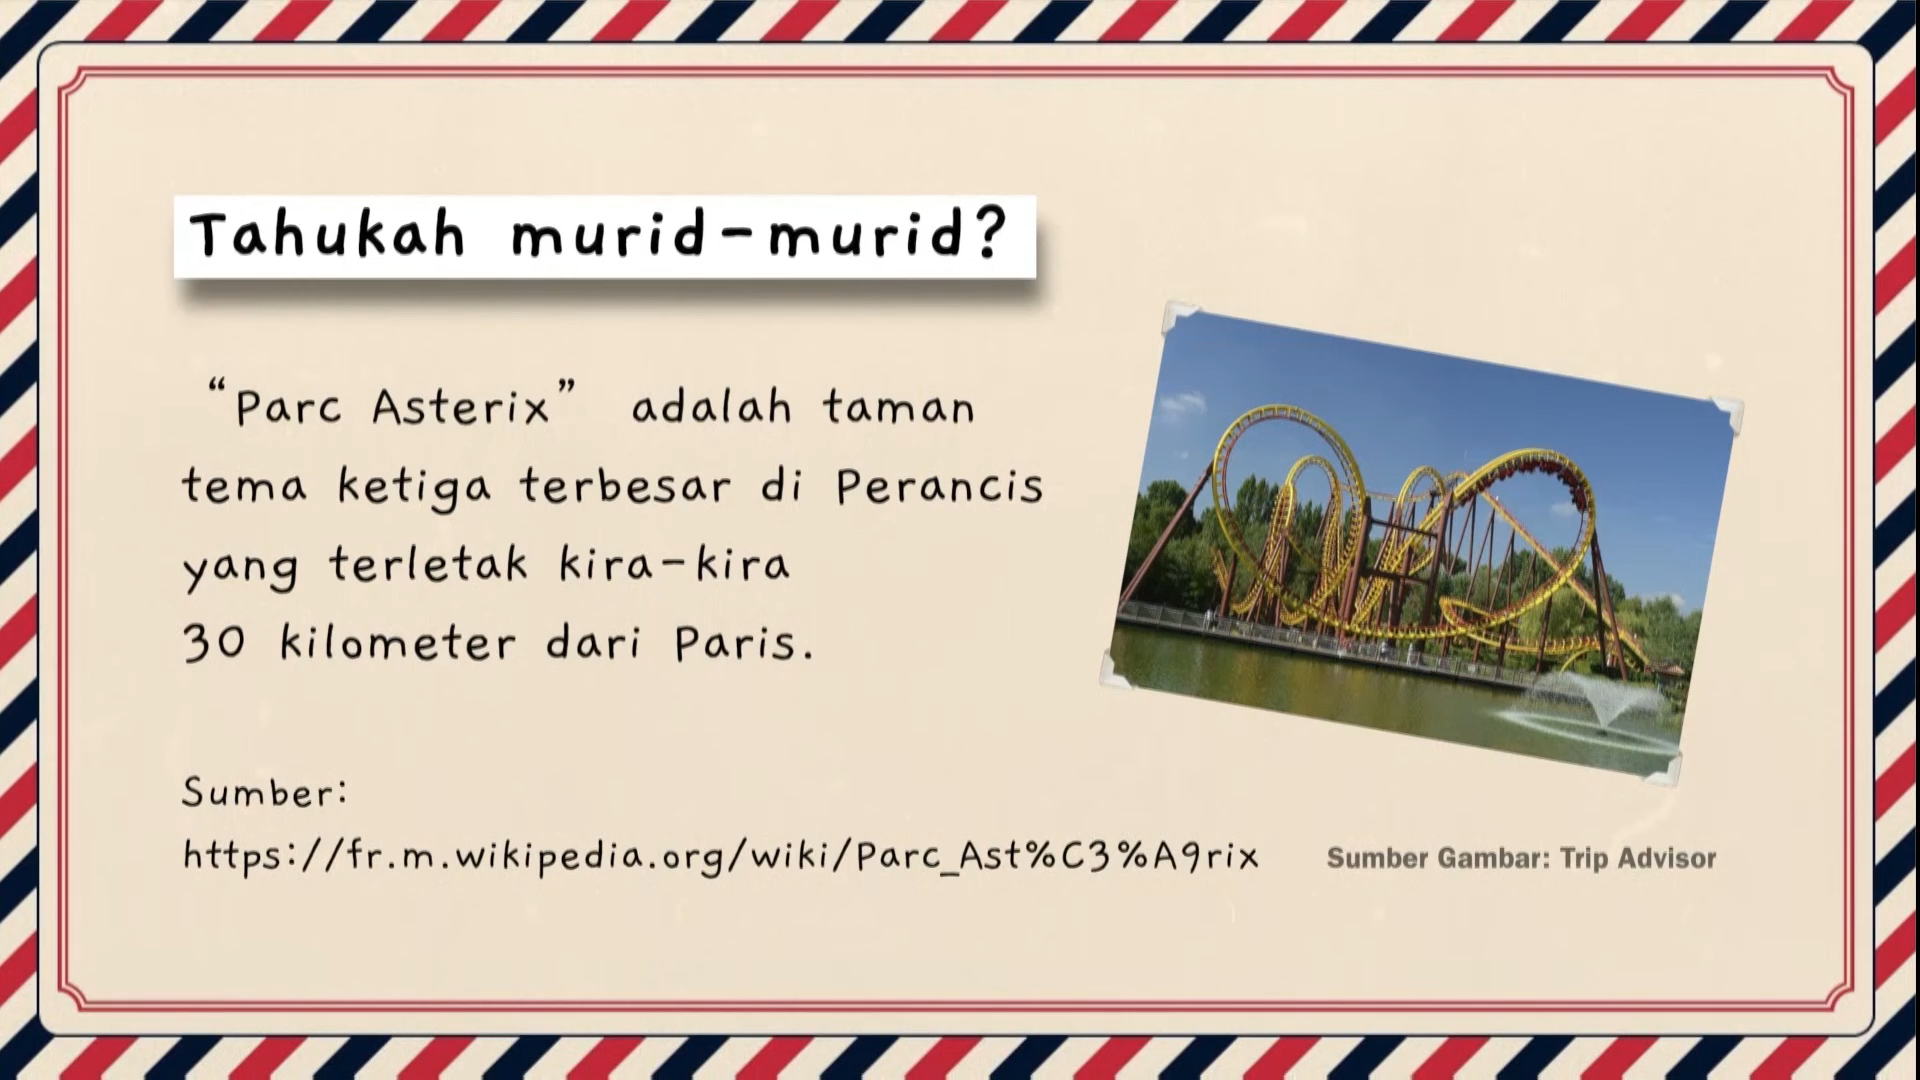 Tahukah murid-murid?
“Parc Asterix” adalah taman
tema ketiga terbesar di Perancis
yang terletak kira-kira
30 kilometer dari Paris.
Sumber:
https://fr.m.wikipedia.org/wiki/Parc_Ast%C3%A9rix
Sumber Gambar: Trip Advisor